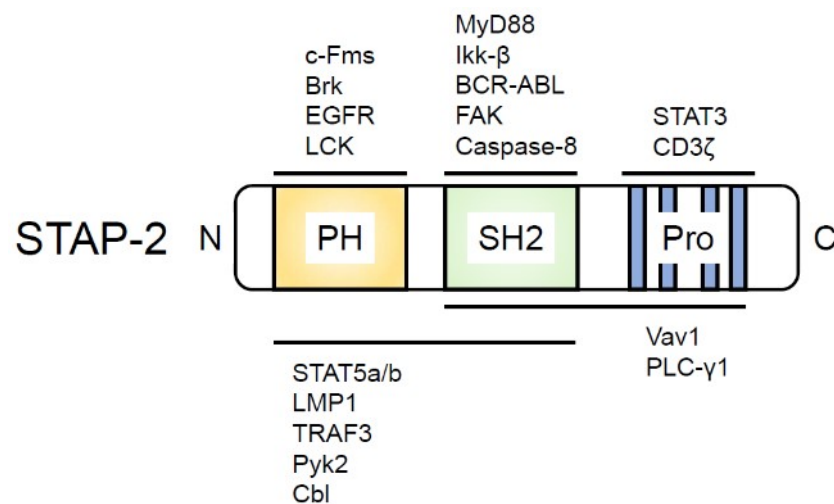 c-Fms
Brk
EGFR
LCK
MyD88
Ikk-β
BCR-ABL
FAK
Caspase-8
STAT3
CD3ζ
STAP-2 N PH SH2 Pro C
STAT5a/b
LMP1
TRAF3
Pyk2
Cbl
Vav1
PLC-γ1